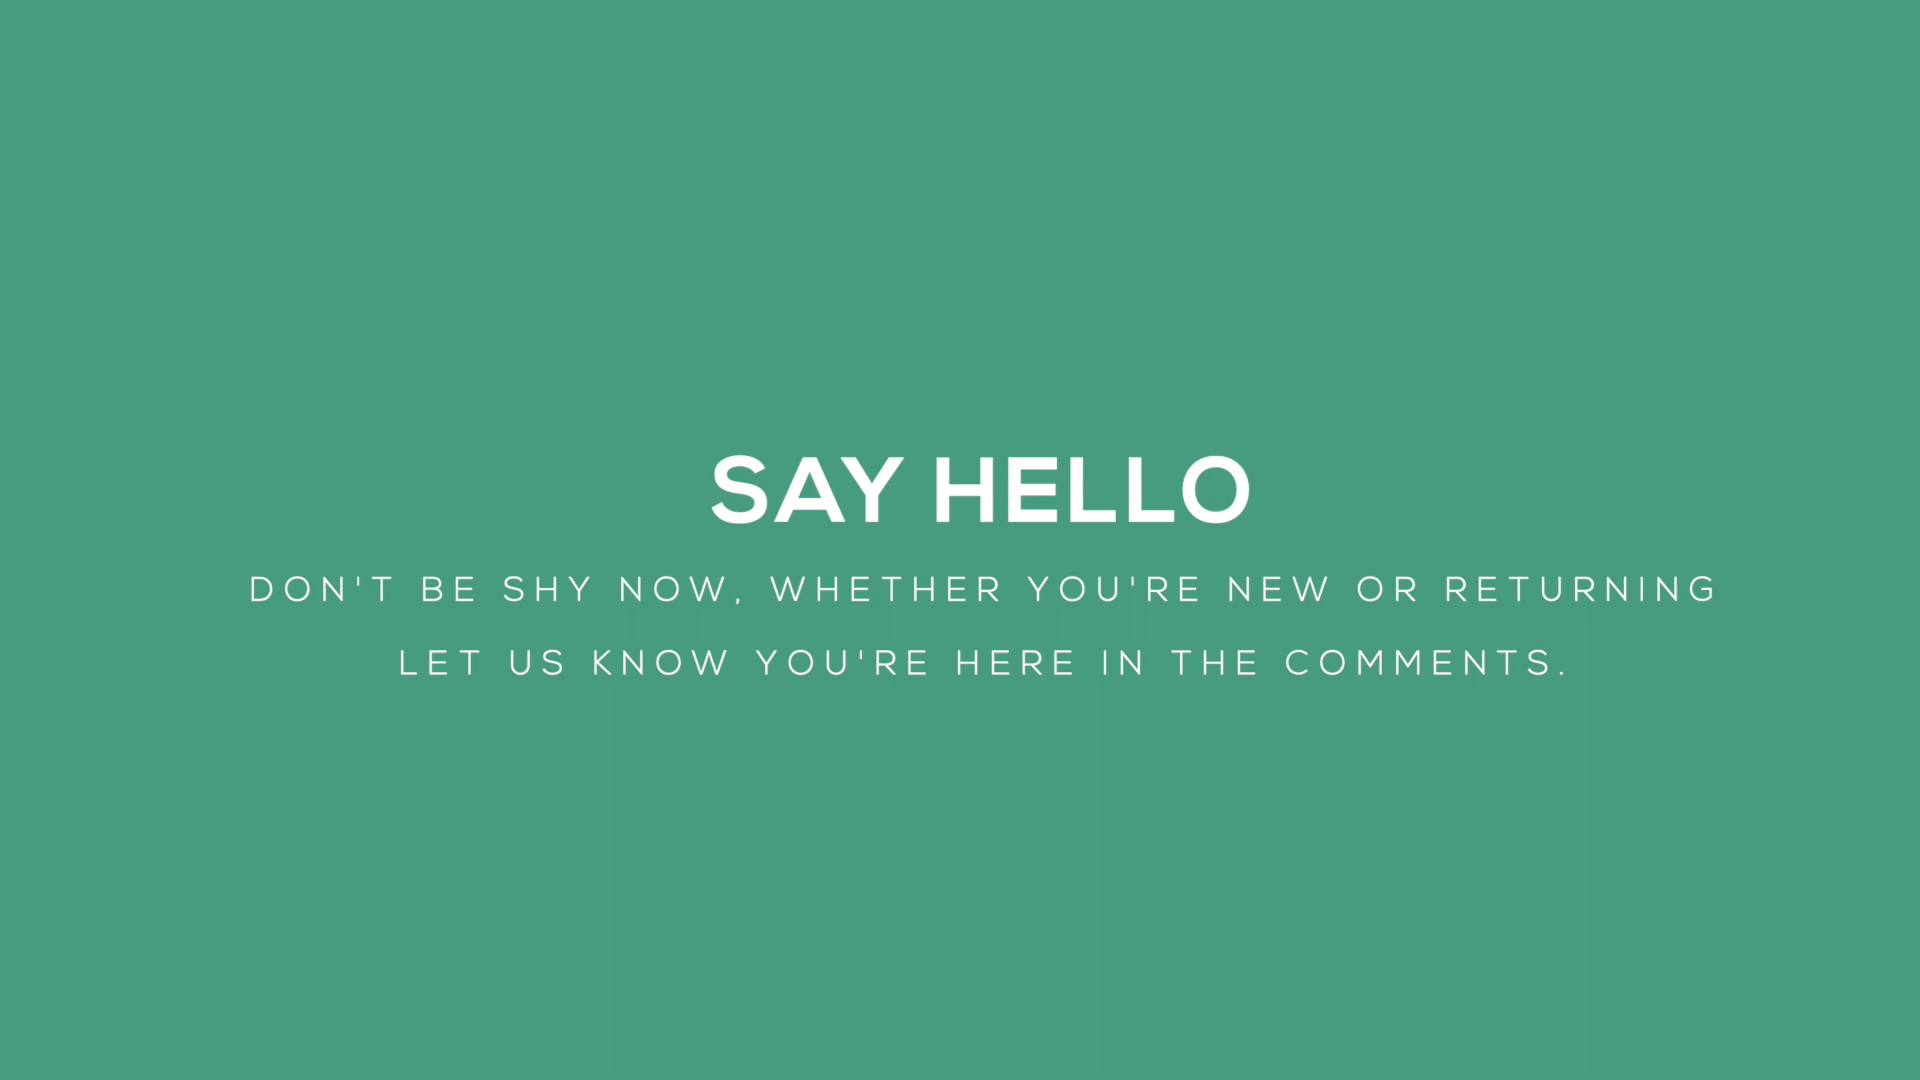 SAY HELLO
DON'T BE SHY NOW, WHETHER YOU'RE NEW OR RETURNING
LET US KNOW YOU'RE HERE IN THE COMMENTS.